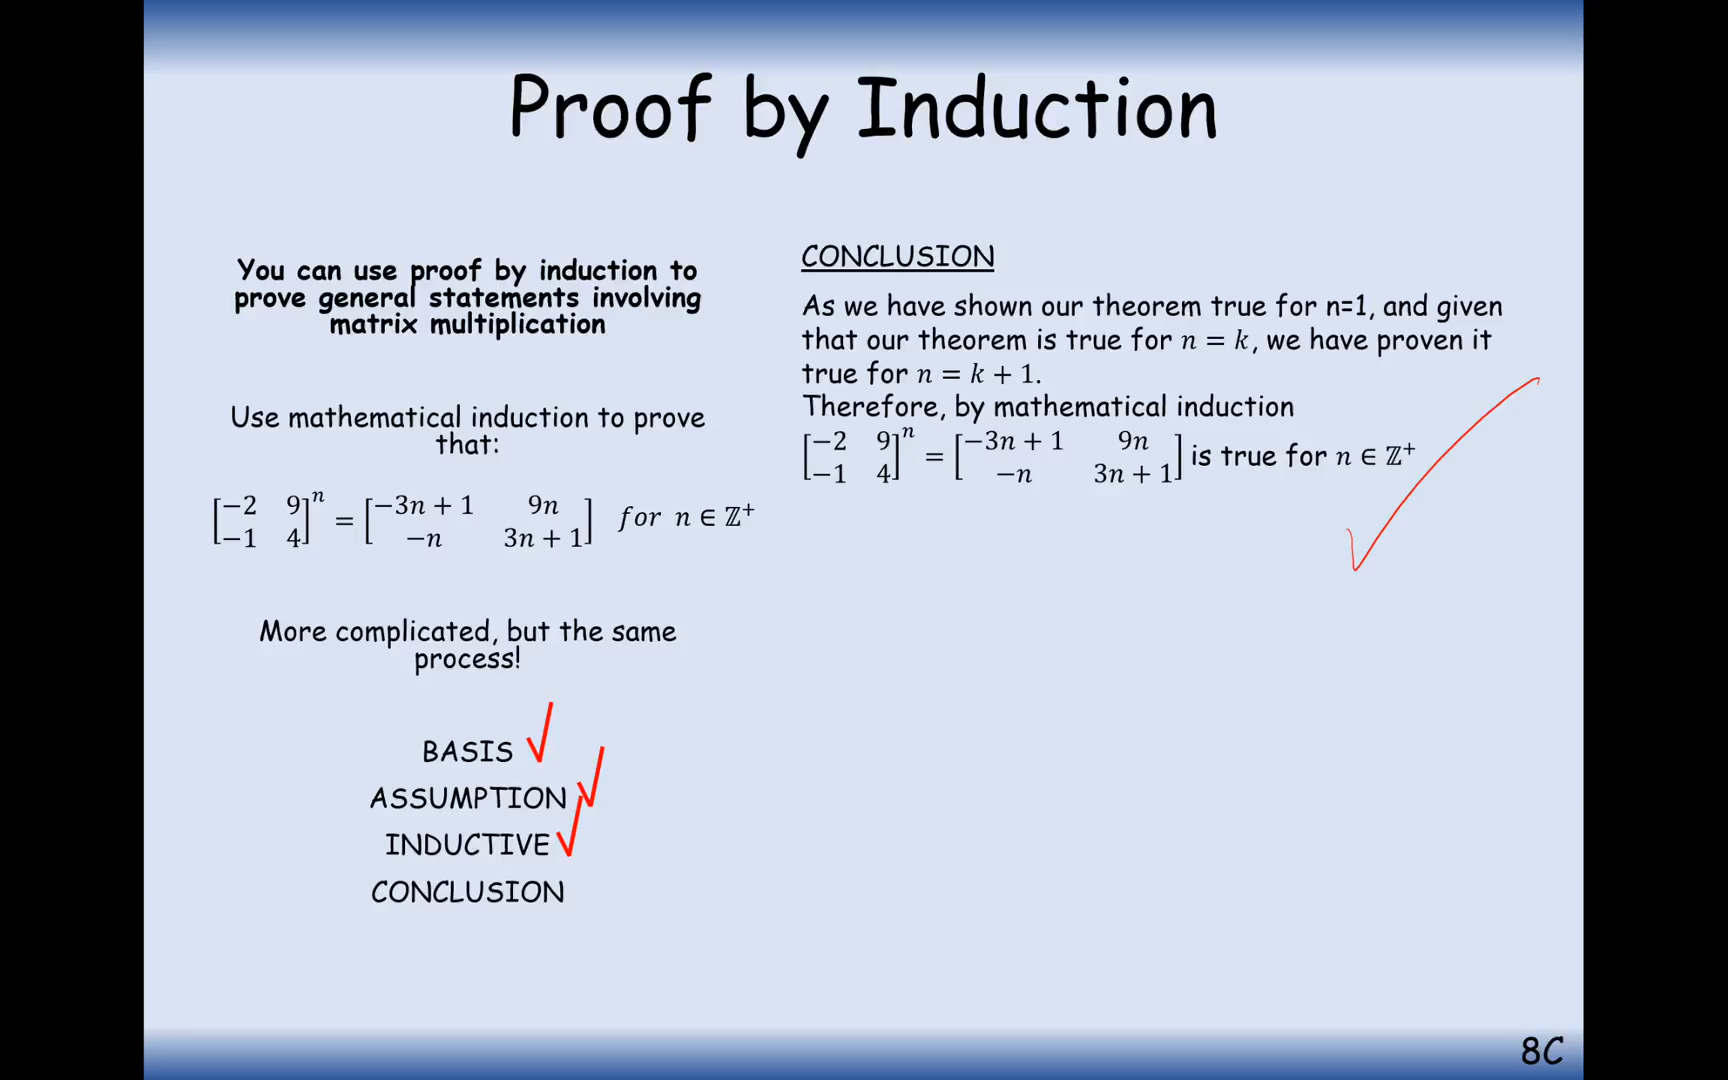 Proof by Induction
You can use proof by induction to
prove general statements involving
matrix multiplication
Use mathematical induction to prove
that:
[−2 9; −1 4]ⁿ = [−3n + 1 9n; −n 3n + 1] for n ∈ ℤ⁺
More complicated, but the same
process!
BASIS
ASSUMPTION
INDUCTIVE
CONCLUSION
CONCLUSION
As we have shown our theorem true for n=1, and given
that our theorem is true for n = k, we have proven it
true for n = k + 1.
Therefore, by mathematical induction
[−2 9; −1 4]ⁿ = [−3n + 1 9n; −n 3n + 1] is true for n ∈ ℤ⁺
8C